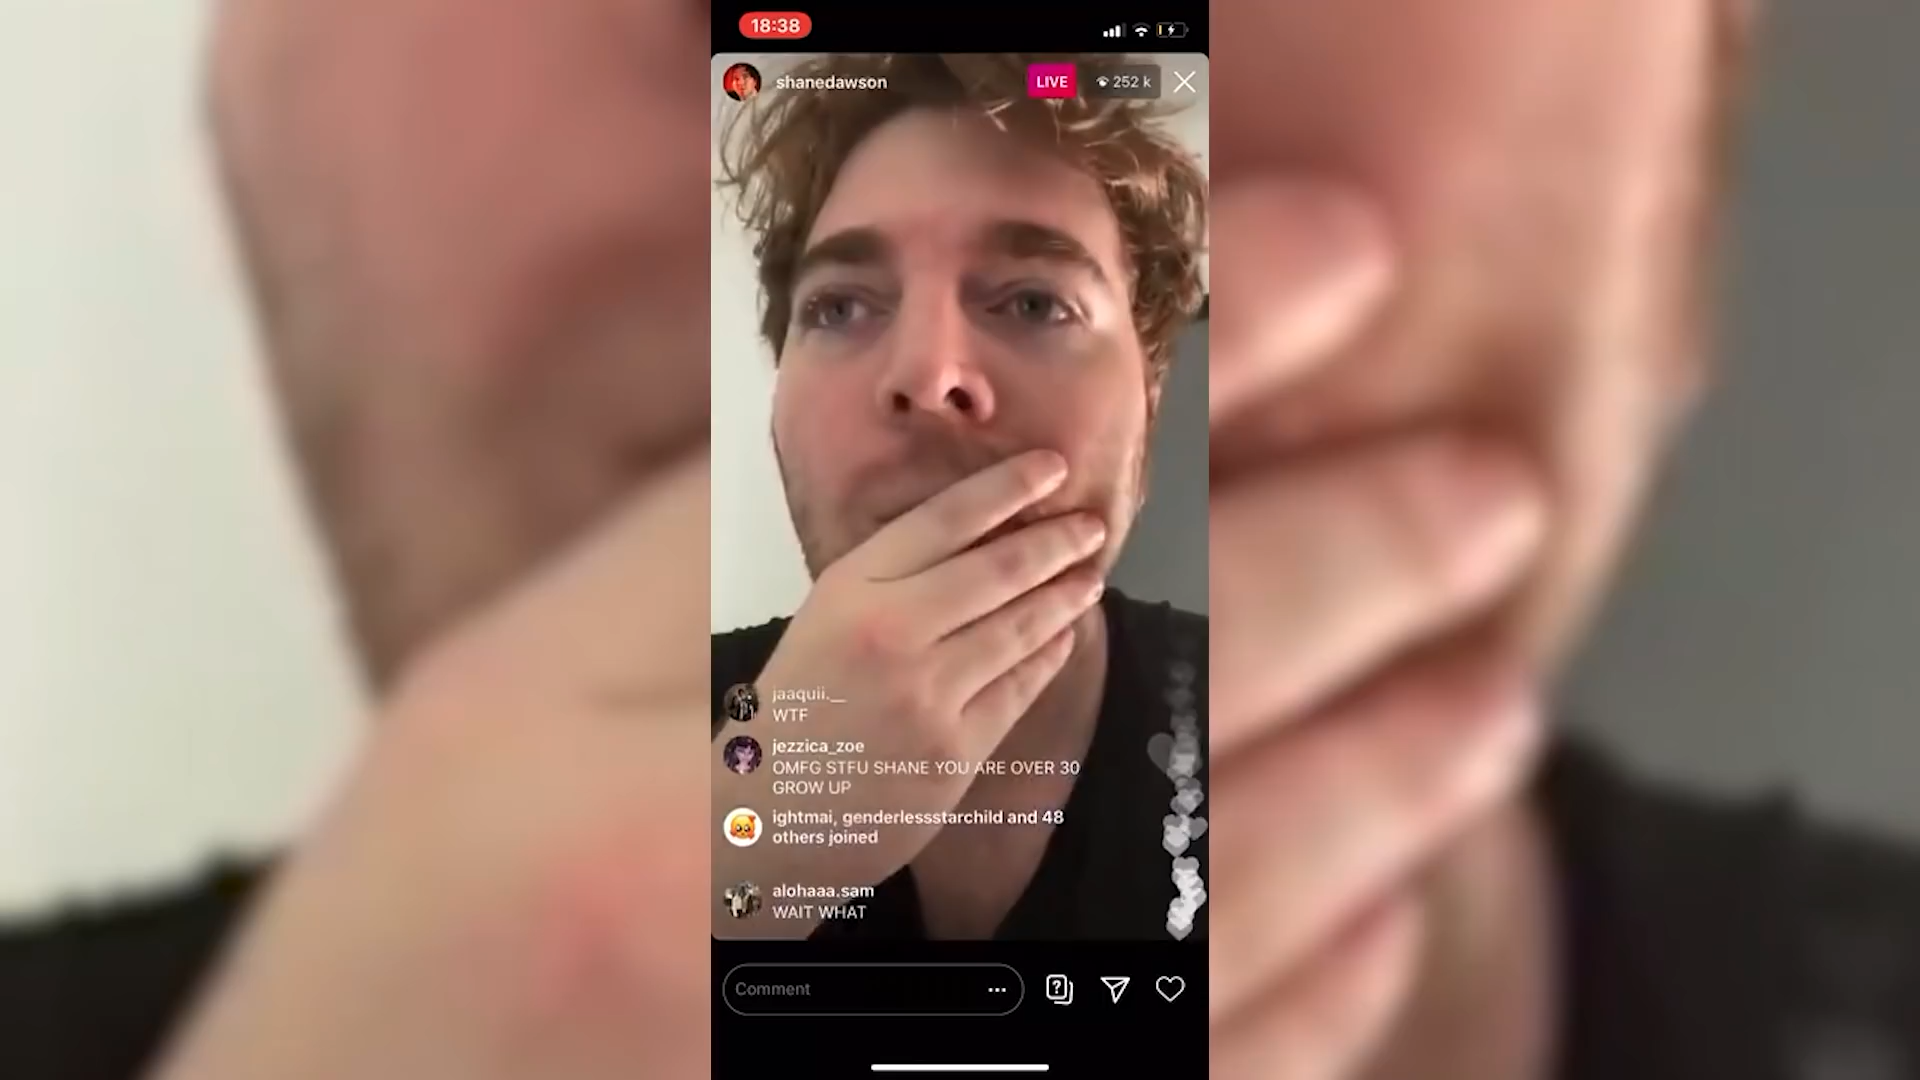 18:38
shanedawson
LIVE
252 k
jaaquii.__
WTF
jezzica_zoe
OMFG STFU SHANE YOU ARE OVER 30
GROW UP
ightmai, genderlessstarchild and 48
others joined
alohaaa.sam
WAIT WHAT
Comment